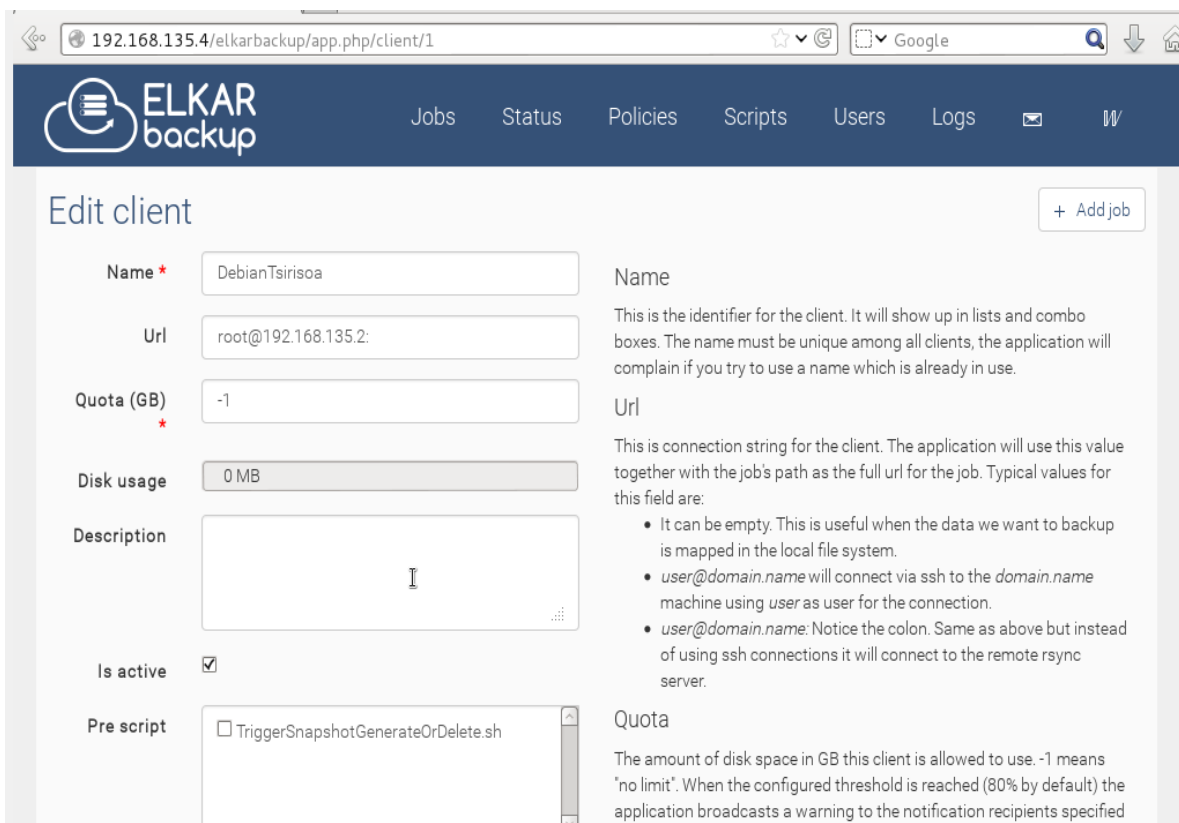 192.168.135.4/elkarbackup/app.php/client/1
Google
ELKAR
backup
Jobs
Status
Policies
Scripts
Users
Logs
W
Edit client
+ Add job
Name *
DebianTsirisoa
Url
root@192.168.135.2:
Quota (GB)
*
-1
Disk usage
0 MB
Description
Is active
Pre script
TriggerSnapshotGenerateOrDelete.sh
Name
This is the identifier for the client. It will show up in lists and combo
boxes. The name must be unique among all clients, the application will
complain if you try to use a name which is already in use.
Url
This is connection string for the client. The application will use this value
together with the job's path as the full url for the job. Typical values for
this field are:
• It can be empty. This is useful when the data we want to backup
is mapped in the local file system.
• user@domain.name will connect via ssh to the domain.name
machine using user as user for the connection.
• user@domain.name: Notice the colon. Same as above but instead
of using ssh connections it will connect to the remote rsync
server.
Quota
The amount of disk space in GB this client is allowed to use. -1 means
"no limit". When the configured threshold is reached (80% by default) the
application broadcasts a warning to the notification recipients specified